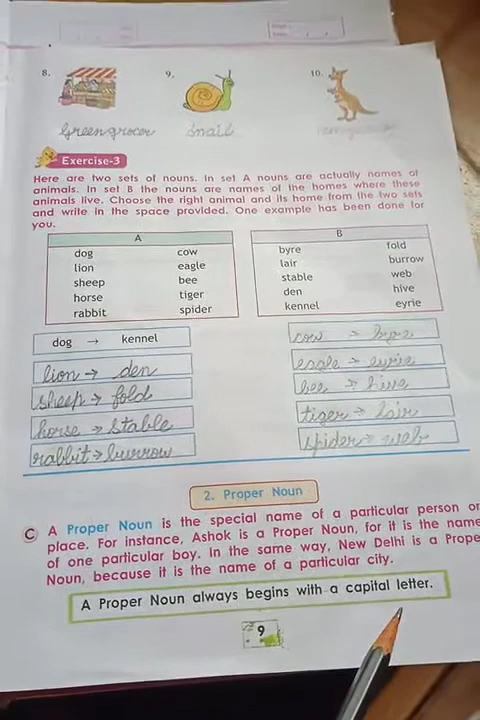 8.
9.
10.
Greengrocer
Snail
Exercise-3
Here are two sets of nouns. In set A nouns are actually names of
animals. In set B the nouns are names of the homes where these
animals live. Choose the right animal and its home from the two sets
and write in the space provided. One example has been done for
you.
A
dog cow
lion eagle
sheep bee
horse tiger
rabbit spider
B
byre fold
lair burrow
stable web
den hive
kennel eyrie
dog → kennel
lion → den
sheep → fold
horse → stable
rabbit → burrow
cow → byre
eagle → eyrie
bee → hive
tiger → lair
spider → web
2. Proper Noun
C A Proper Noun is the special name of a particular person or
place. For instance, Ashok is a Proper Noun, for it is the name
of one particular boy. In the same way, New Delhi is a Prope
Noun, because it is the name of a particular city.
A Proper Noun always begins with a capital letter.
9